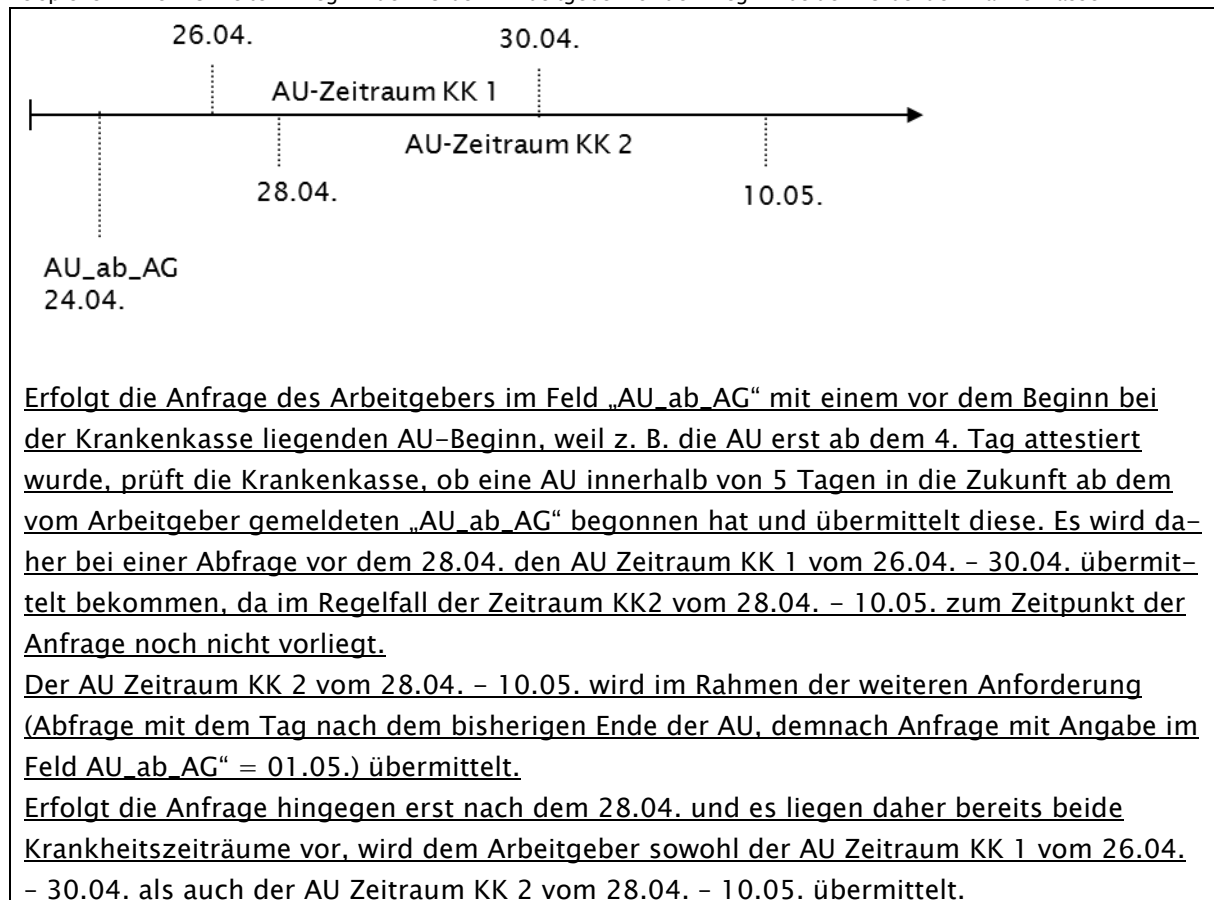 26.04.
30.04.
AU-Zeitraum KK 1
AU-Zeitraum KK 2
28.04.
10.05.
AU_ab_AG
24.04.
Erfolgt die Anfrage des Arbeitgebers im Feld „AU_ab_AG“ mit einem vor dem Beginn bei
der Krankenkasse liegenden AU-Beginn, weil z. B. die AU erst ab dem 4. Tag attestiert
wurde, prüft die Krankenkasse, ob eine AU innerhalb von 5 Tagen in die Zukunft ab dem
vom Arbeitgeber gemeldeten „AU_ab_AG“ begonnen hat und übermittelt diese. Es wird da-
her bei einer Abfrage vor dem 28.04. den AU Zeitraum KK 1 vom 26.04. – 30.04. übermit-
telt bekommen, da im Regelfall der Zeitraum KK2 vom 28.04. – 10.05. zum Zeitpunkt der
Anfrage noch nicht vorliegt.
Der AU Zeitraum KK 2 vom 28.04. – 10.05. wird im Rahmen der weiteren Anforderung
(Abfrage mit dem Tag nach dem bisherigen Ende der AU, demnach Anfrage mit Angabe im
Feld AU_ab_AG“ = 01.05.) übermittelt.
Erfolgt die Anfrage hingegen erst nach dem 28.04. und es liegen daher bereits beide
Krankheitszeiträume vor, wird dem Arbeitgeber sowohl der AU Zeitraum KK 1 vom 26.04.
– 30.04. als auch der AU Zeitraum KK 2 vom 28.04. – 10.05. übermittelt.